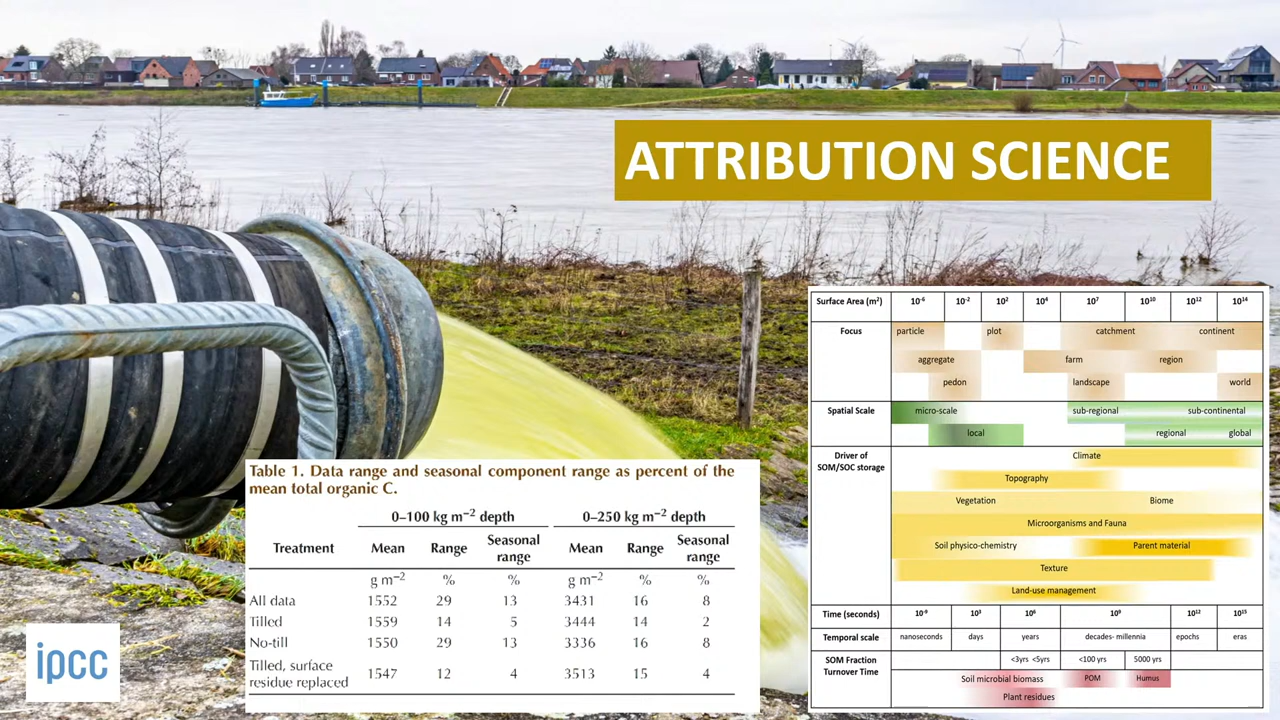 ATTRIBUTION SCIENCE
Table 1. Data range and seasonal component range as percent of the
mean total organic C.
0–100 kg m⁻² depth 0–250 kg m⁻² depth
Treatment Mean Range Seasonal range Mean Range Seasonal range
g m⁻² % % g m⁻² % %
All data 1552 29 13 3431 16 8
Tilled 1559 14 5 3444 14 2
No-till 1550 29 13 3336 16 8
Tilled, surface
residue replaced 1547 12 4 3513 15 4
ipcc
Surface Area (m²) 10⁻⁶ 10⁻² 10² 10⁴ 10⁷ 10¹⁰ 10¹² 10¹⁴
Focus particle plot catchment continent
aggregate farm region
pedon landscape world
Spatial Scale micro-scale sub-regional sub-continental
local regional global
Driver of
SOM/SOC storage
Climate
Topography
Vegetation Biome
Microorganisms and Fauna
Soil physico-chemistry Parent material
Texture
Land-use management
Time (seconds) 10⁻⁹ 10⁵ 10⁶ 10⁹ 10¹² 10¹⁵
Temporal scale nanoseconds days years decades- millennia epochs eras
SOM Fraction
Turnover Time
<3yrs <5yrs <100 yrs 5000 yrs
Soil microbial biomass POM Humus
Plant residues